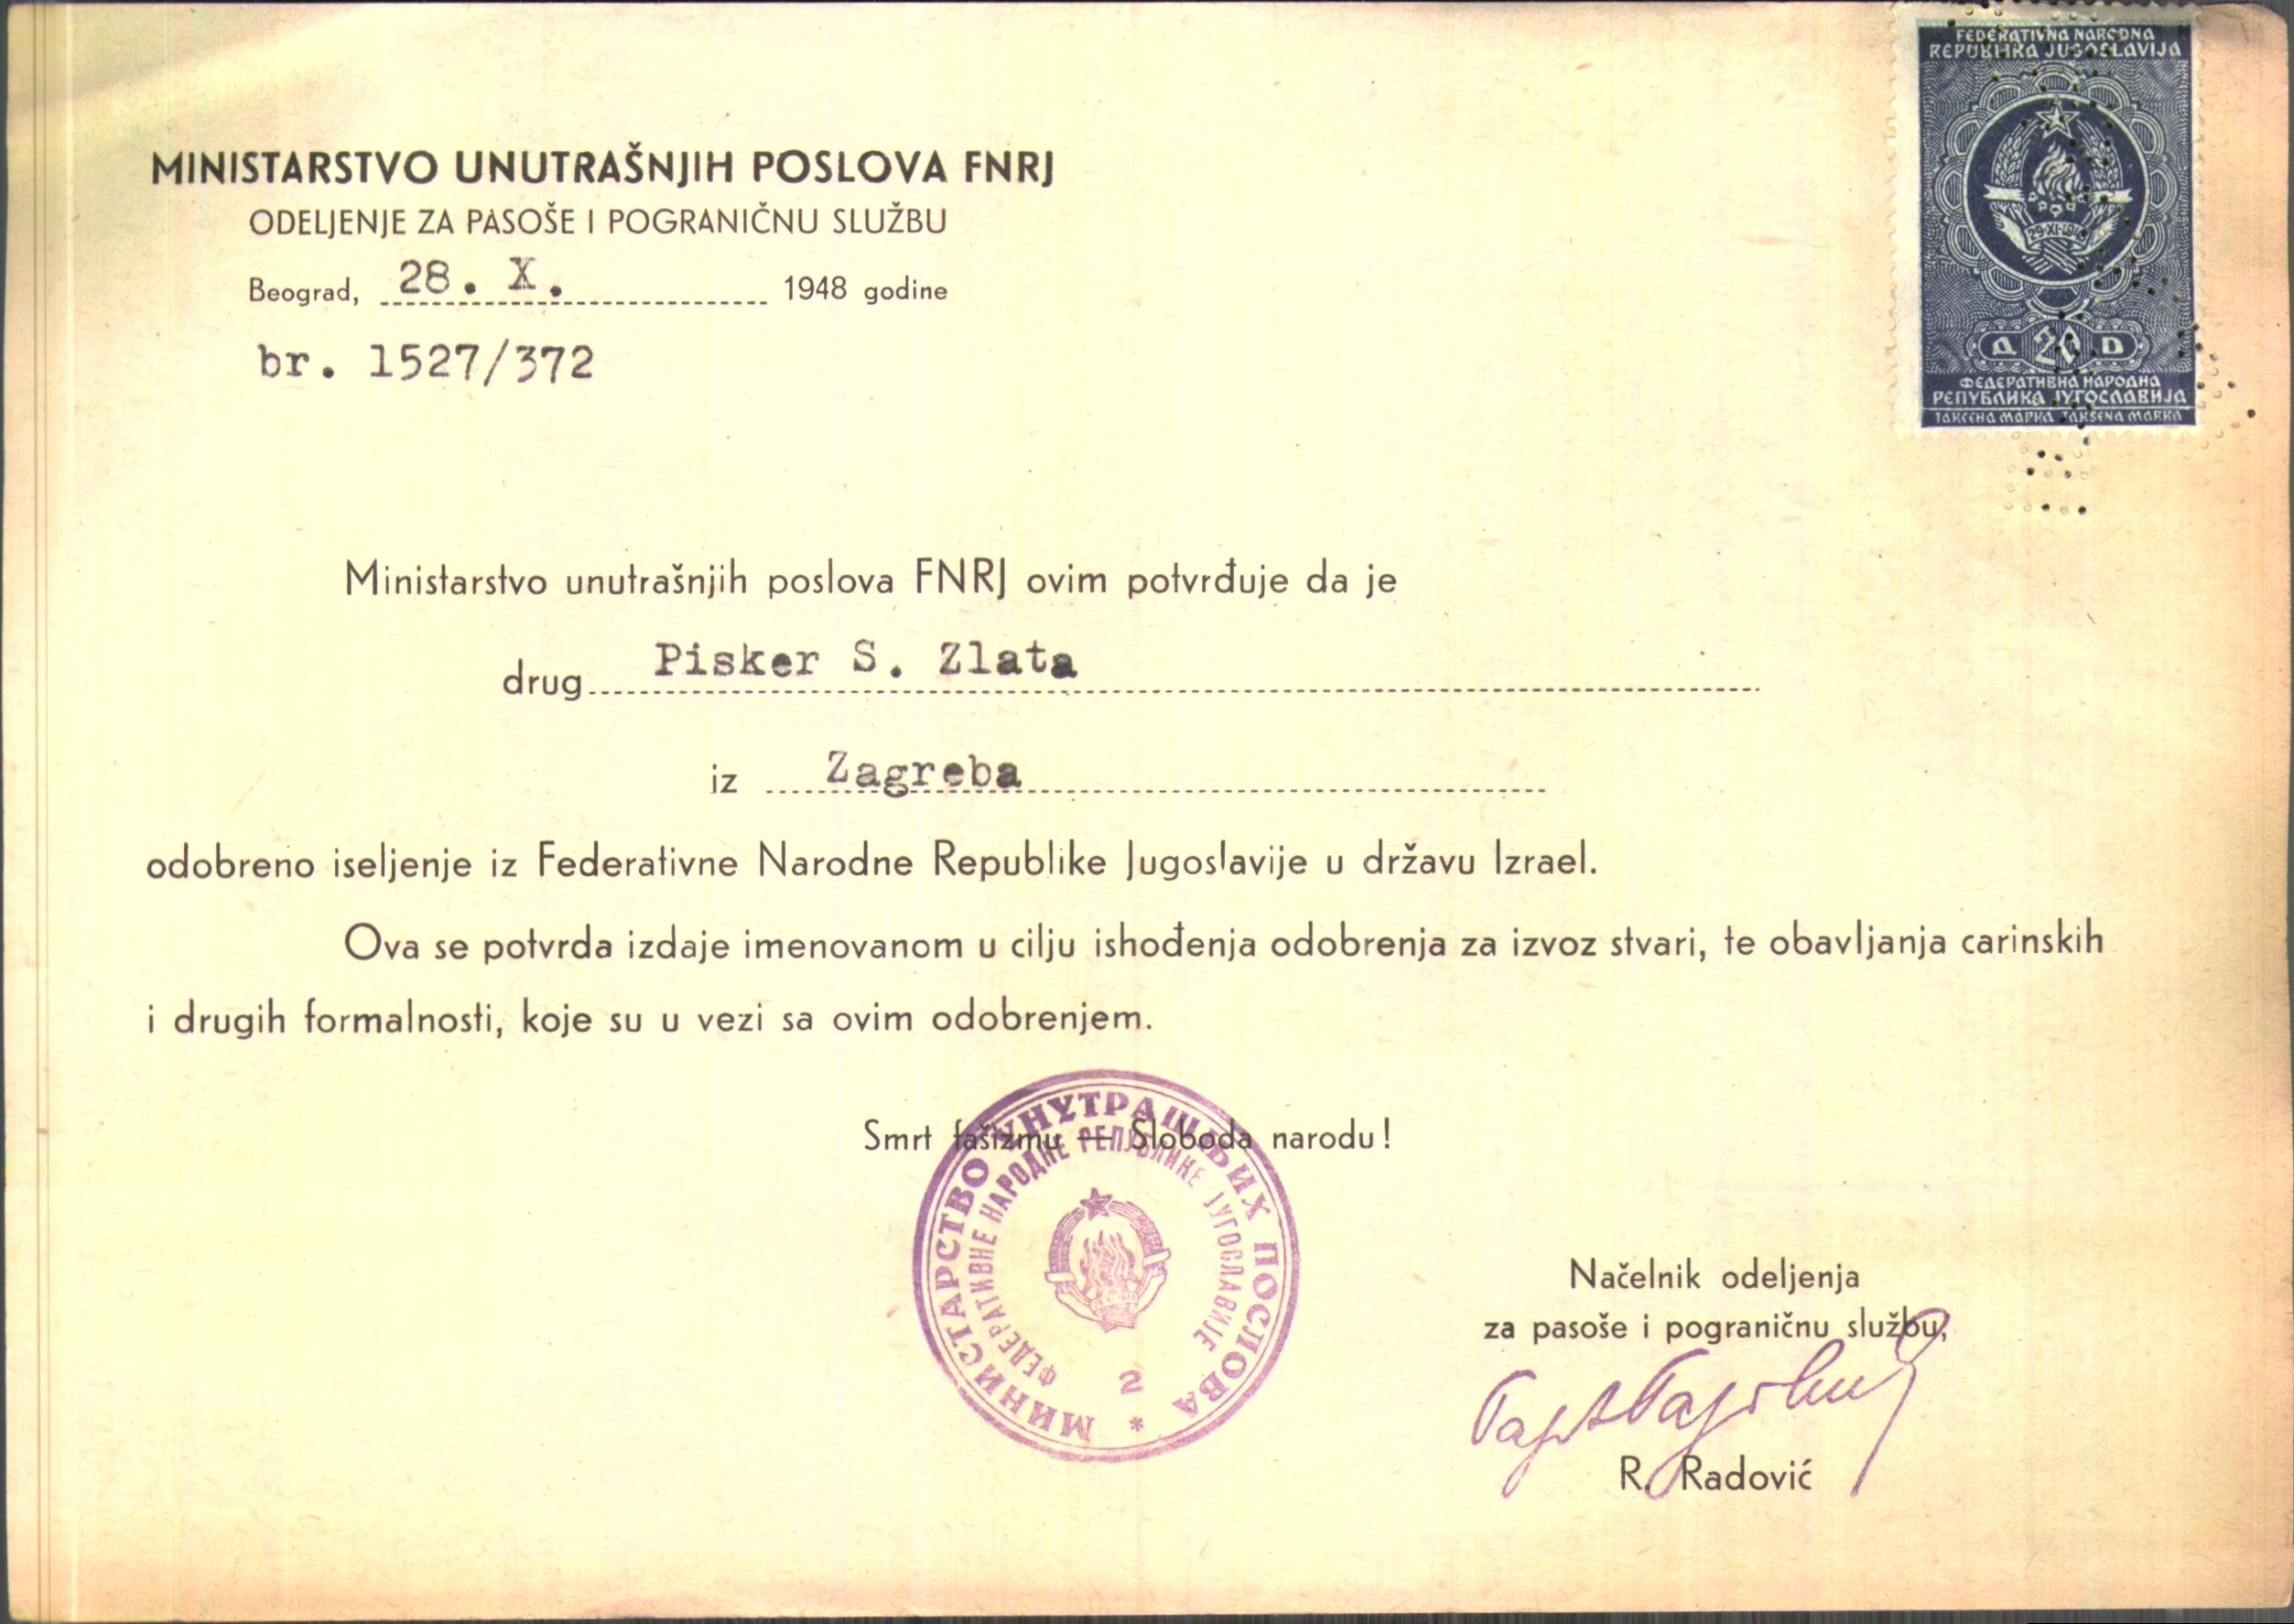 FEDERATIVNA NARODNA
REPUBLIKA JUGOSLAVIJA
29·XI·1943
Д 20 D
ФЕДЕРАТИВНА НАРОДНА
РЕПУБЛИКА ЈУГОСЛАВИЈА
ТАКСЕНА МАРКА TAKSENA MARKA
MINISTARSTVO UNUTRAŠNJIH POSLOVA FNRJ
ODELJENJE ZA PASOŠE I POGRANIČNU SLUŽBU
Beograd, 28. X. 1948 godine
br. 1527/372
Ministarstvo unutrašnjih poslova FNRJ ovim potvrđuje da je
drug Pisker S. Zlata
iz Zagreba
odobreno iseljenje iz Federativne Narodne Republike Jugoslavije u državu Izrael.
Ova se potvrda izdaje imenovanom u cilju ishođenja odobrenja za izvoz stvari, te obavljanja carinskih
i drugih formalnosti, koje su u vezi sa ovim odobrenjem.
Smrt fašizmu — Sloboda narodu!
МИНИСТАРСТВО УНУТРАШЊИХ ПОСЛОВА *
ФЕДЕРАТИВНЕ НАРОДНЕ РЕПУБЛИКЕ ЈУГОСЛАВИЈЕ
2
Načelnik odeljenja
za pasoše i pograničnu službu,
R. Radović